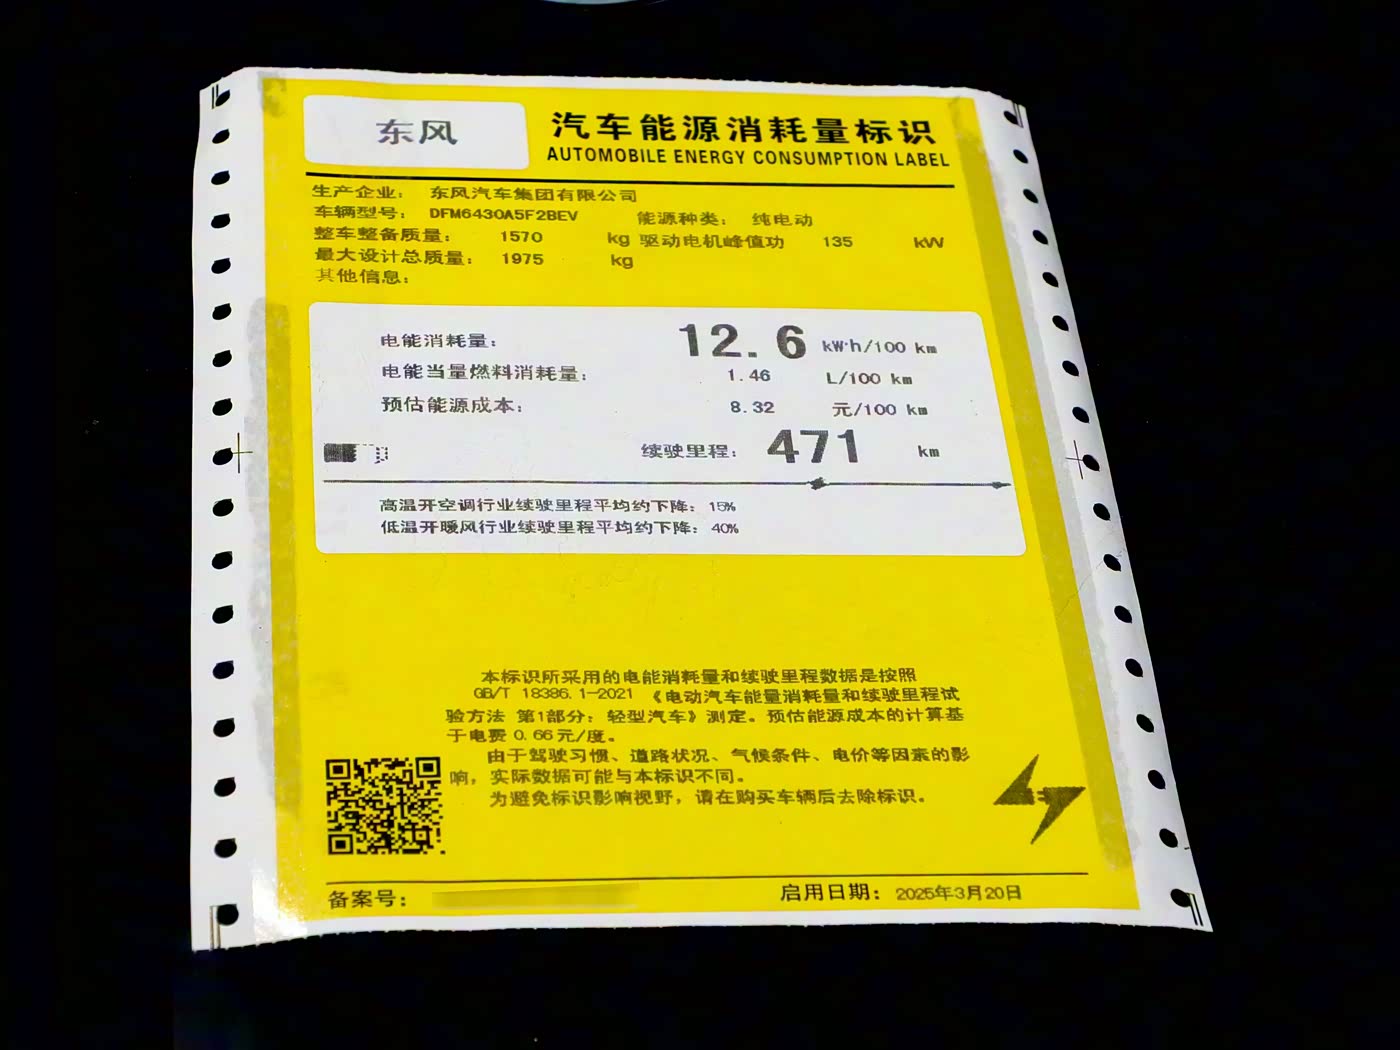 东风
汽车能源消耗量标识
AUTOMOBILE ENERGY CONSUMPTION LABEL
生产企业： 东风汽车集团有限公司
车辆型号： DFM6430A5F2BEV 能源种类： 纯电动
整车整备质量： 1570 kg 驱动电机峰值功 135 kW
最大设计总质量： 1975 kg
其他信息：
电能消耗量： 12.6 kW·h/100 km
电能当量燃料消耗量： 1.46 L/100 km
预估能源成本： 8.32 元/100 km
续驶里程： 471 km
高温开空调行业续驶里程平均约下降： 15%
低温开暖风行业续驶里程平均约下降： 40%
本标识所采用的电能消耗量和续驶里程数据是按照
GB/T 18386.1-2021 《电动汽车能量消耗量和续驶里程试
验方法 第1部分：轻型汽车》测定。预估能源成本的计算基
于电费 0.66 元/度。
由于驾驶习惯、道路状况、气候条件、电价等因素的影
响，实际数据可能与本标识不同。
为避免标识影响视野，请在购买车辆后去除标识。
备案号：
启用日期： 2025年3月20日